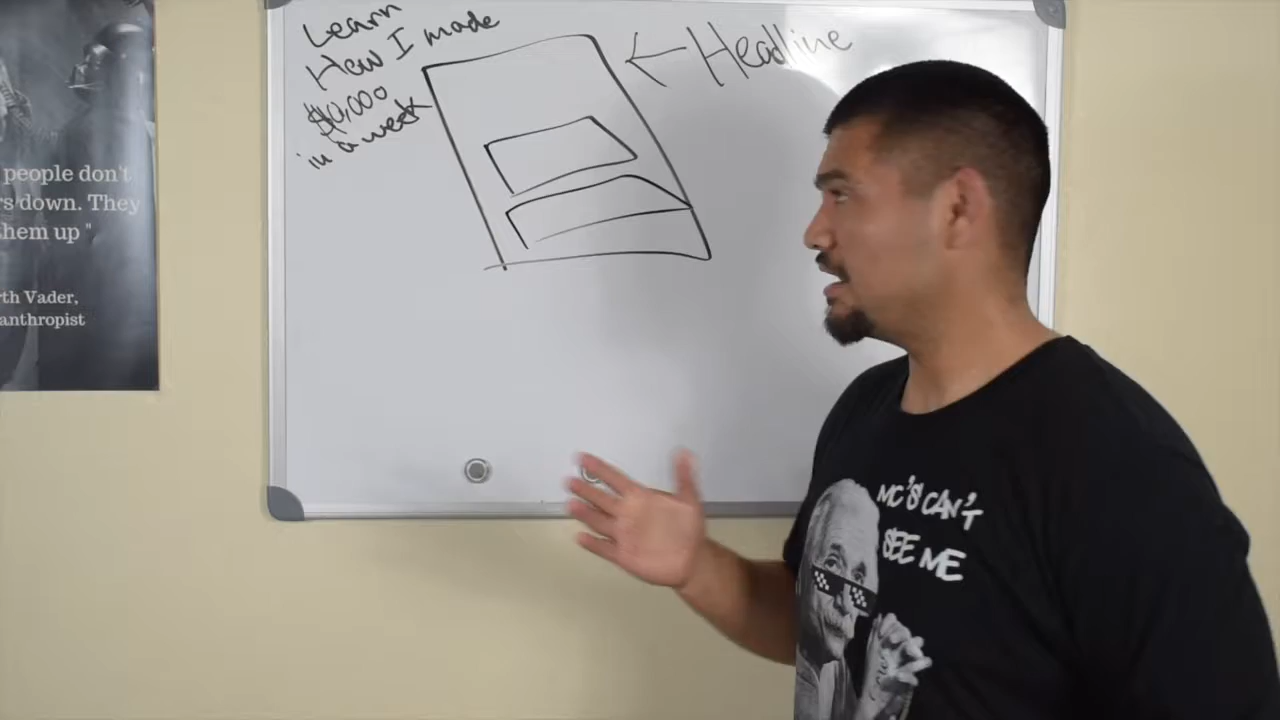 Learn
How I made
$10,000
in a week
← Headline
people don't
rs down. They
hem up "
rth Vader,
anthropist
MC'S CAN'T
SEE ME